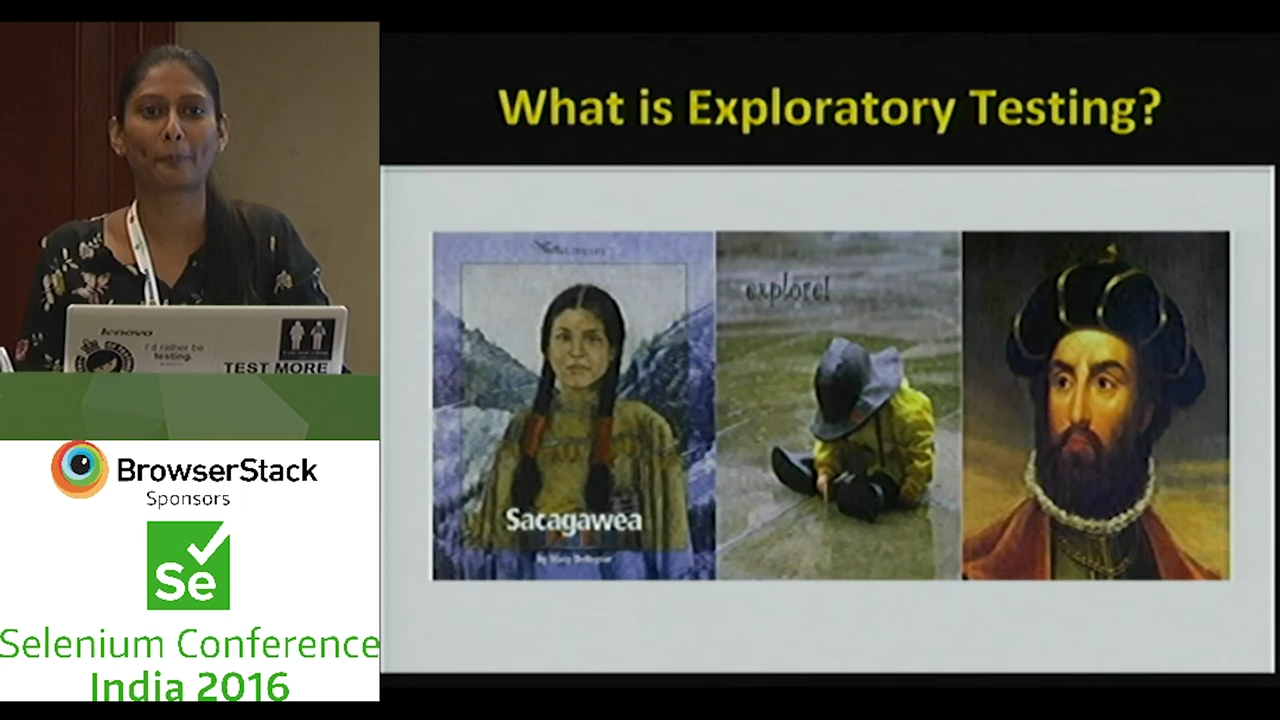 What is Exploratory Testing?
explore!
Sacagawea
lenovo
I'd rather be
testing.
TEST MORE
BrowserStack
Sponsors
Se
Selenium Conference
India 2016